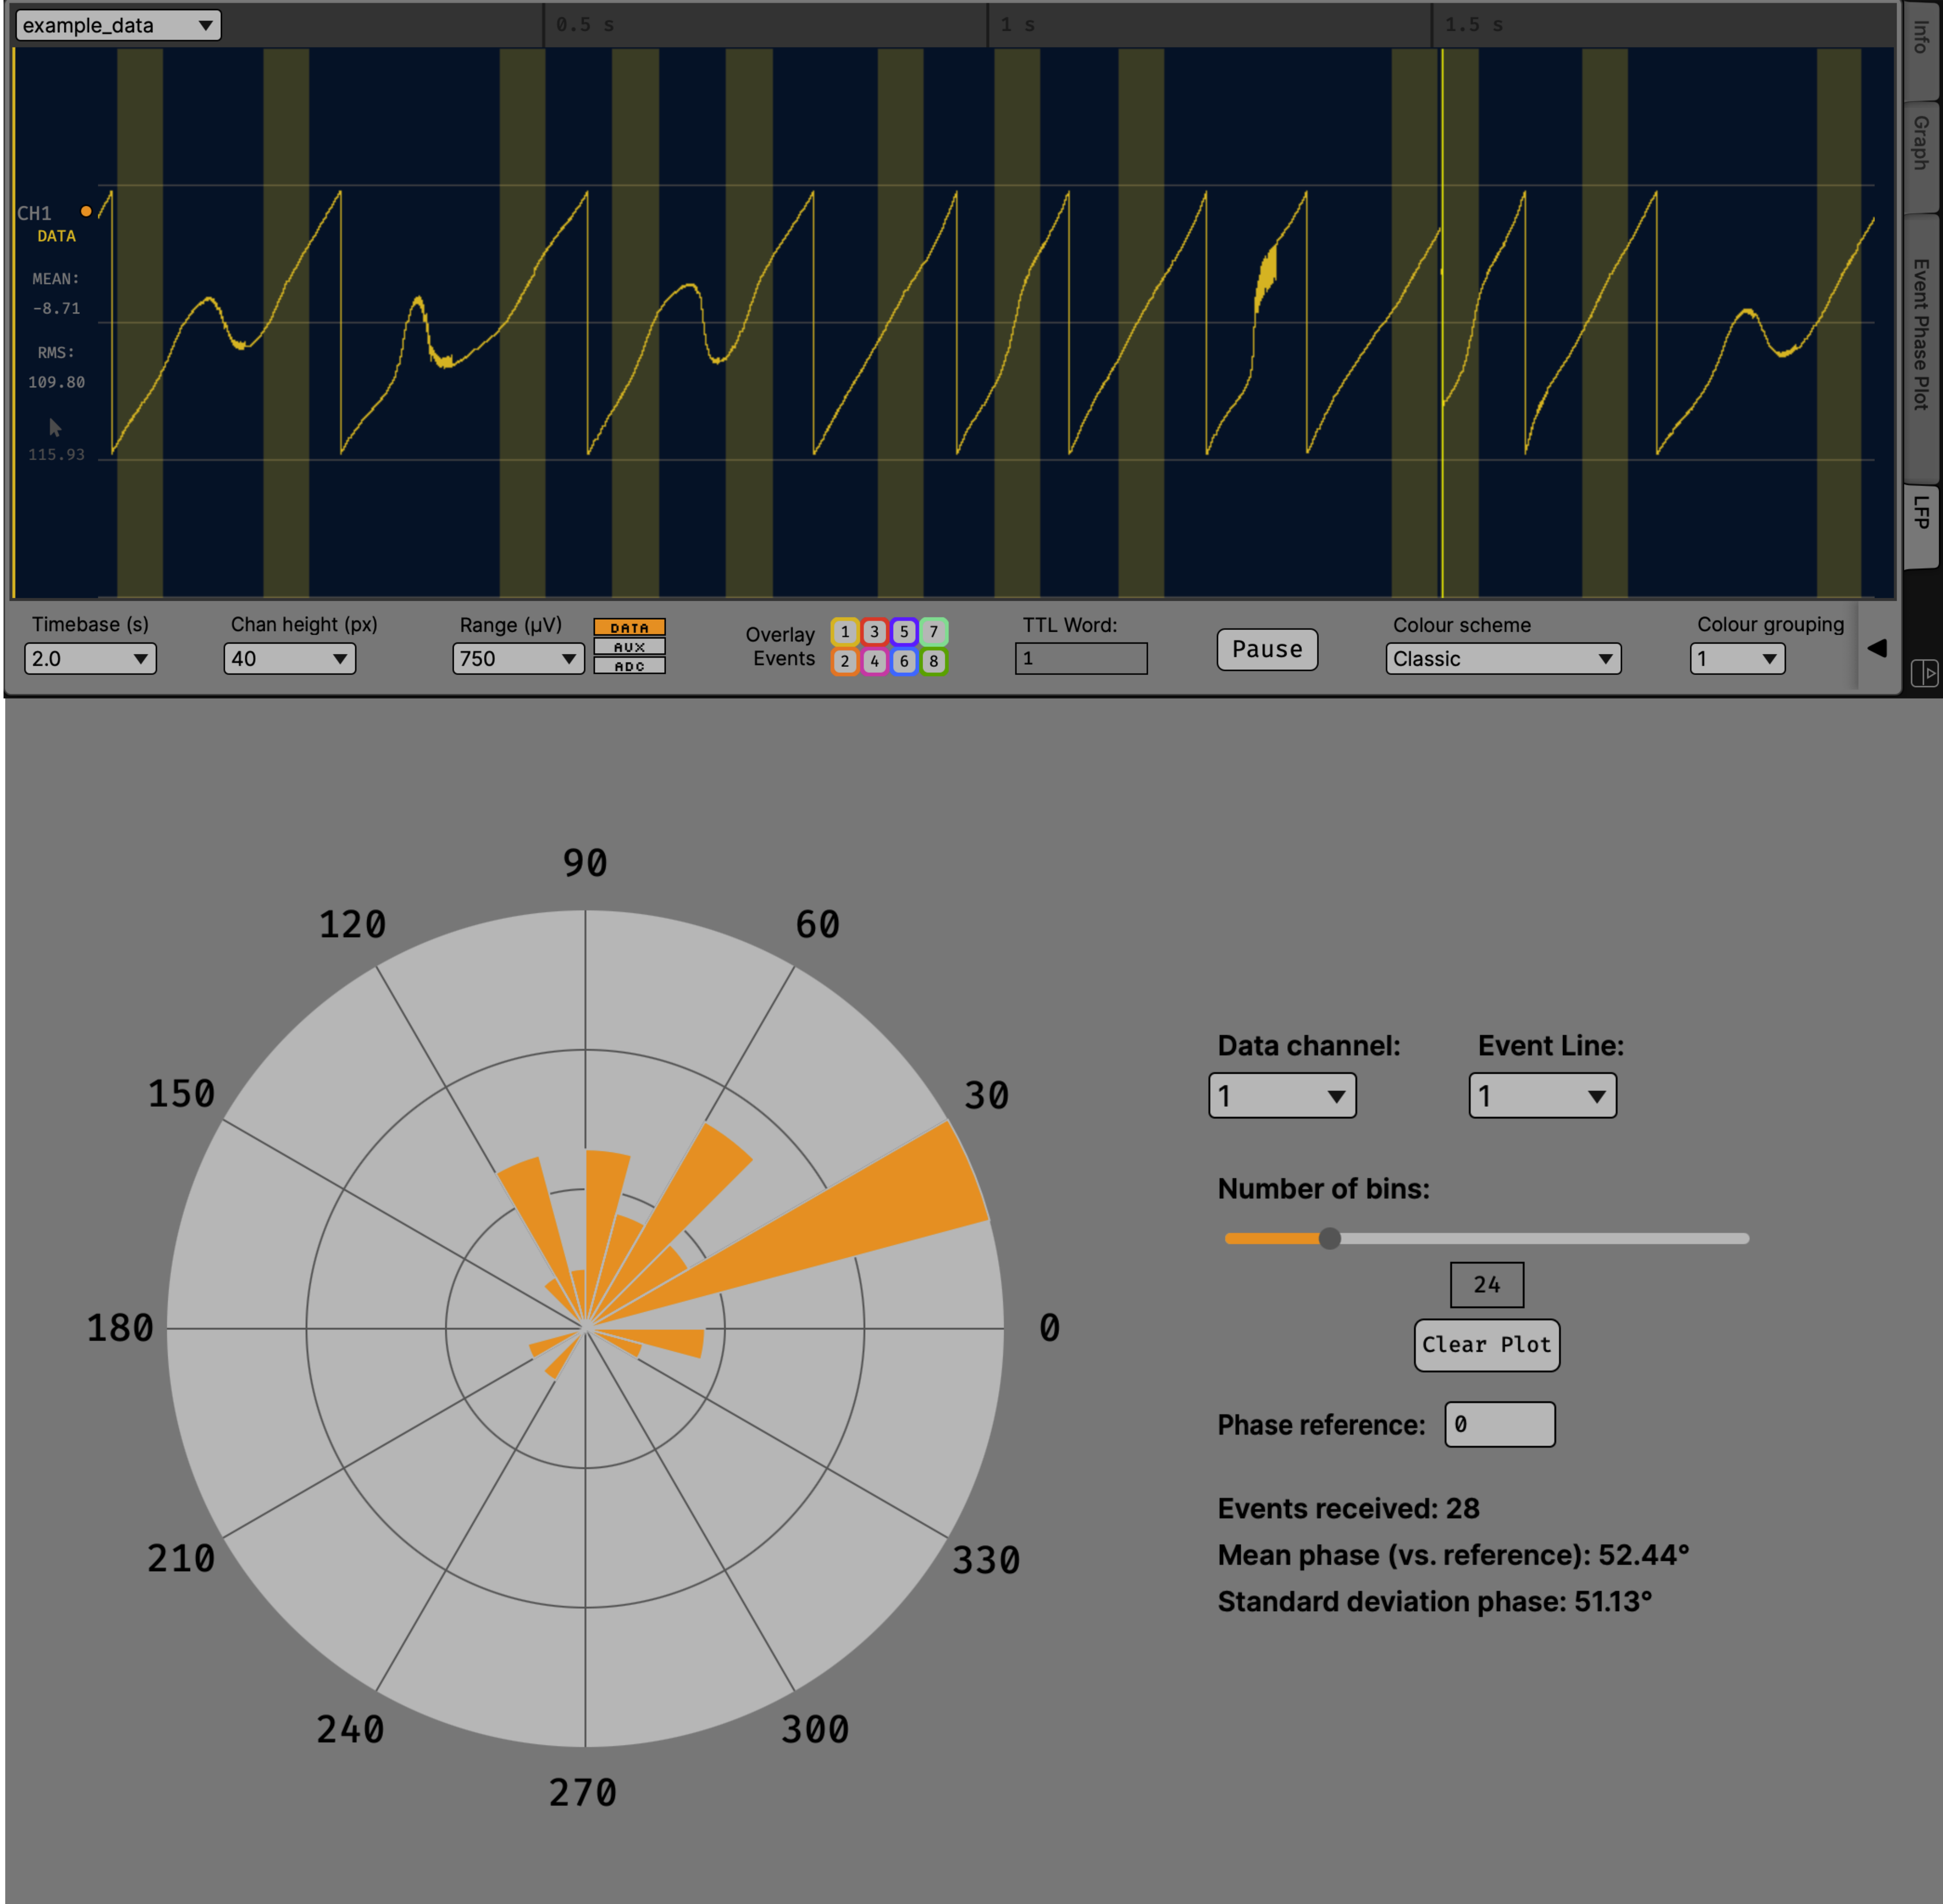 example_data
0.5 s
1 s
1.5 s
Info
Graph
Event Phase Plot
LFP
CH1
DATA
MEAN:
-8.71
RMS:
109.80
115.93
Timebase (s)
2.0
Chan height (px)
40
Range (µV)
750
DATA
AUX
ADC
Overlay
Events
1 3 5 7
2 4 6 8
TTL Word:
1
Pause
Colour scheme
Classic
Colour grouping
1
90
120
60
150
30
180
0
210
330
240
300
270
Data channel:
1
Event Line:
1
Number of bins:
24
Clear Plot
Phase reference:
0
Events received: 28
Mean phase (vs. reference): 52.44°
Standard deviation phase: 51.13°